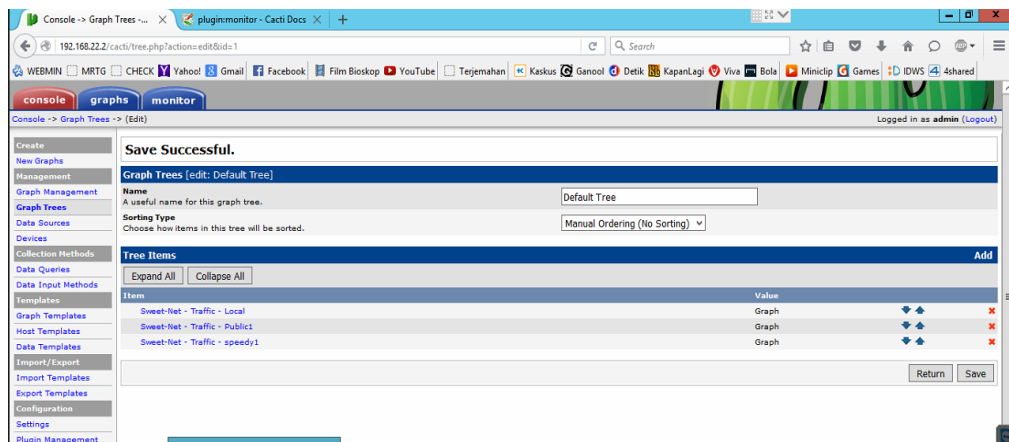 Console -> Graph Trees -...
plugin:monitor - Cacti Docs
192.168.22.2/cacti/tree.php?action=edit&id=1
Search
WEBMIN MRTG CHECK Yahoo! Gmail Facebook Film Bioskop YouTube Terjemahan Kaskus Ganool Detik KapanLagi Viva Bola Miniclip Games IDWS 4shared
console graphs monitor
Console -> Graph Trees -> (Edit)
Logged in as admin (Logout)
Create
New Graphs
Management
Graph Management
Graph Trees
Data Sources
Devices
Collection Methods
Data Queries
Data Input Methods
Templates
Graph Templates
Host Templates
Data Templates
Import/Export
Import Templates
Export Templates
Configuration
Settings
Plugin Management
Save Successful.
Graph Trees [edit: Default Tree]
Name
A useful name for this graph tree.
Default Tree
Sorting Type
Choose how items in this tree will be sorted.
Manual Ordering (No Sorting)
Tree Items Add
Expand All Collapse All
Item Value
Sweet-Net - Traffic - Local Graph
Sweet-Net - Traffic - Public1 Graph
Sweet-Net - Traffic - speedy1 Graph
Return Save